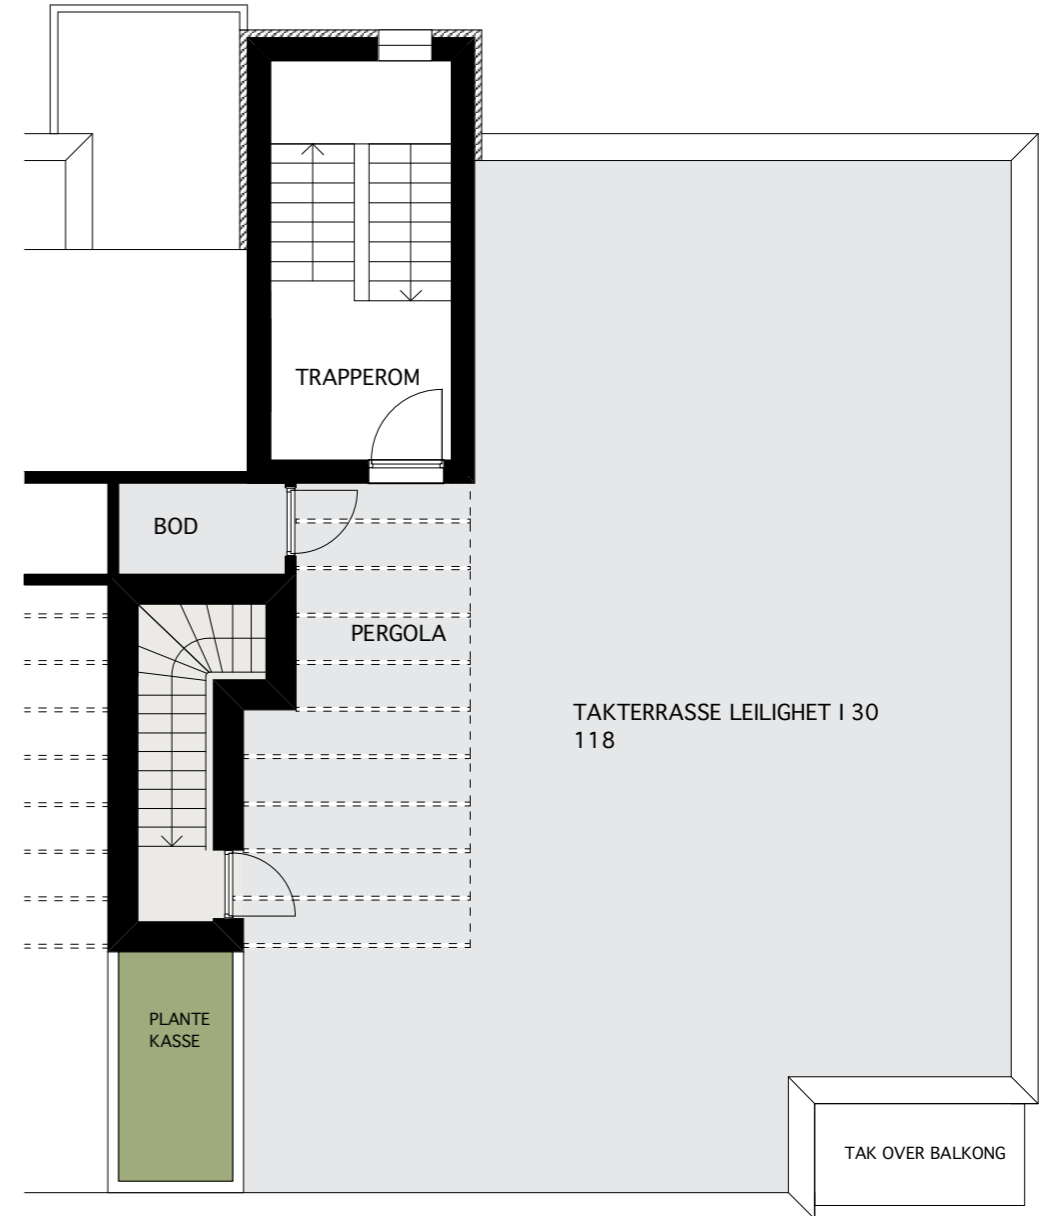 TRAPPEROM
BOD
PERGOLA
TAKTERRASSE LEILIGHET I 30
118
PLANTE
KASSE
TAK OVER BALKONG